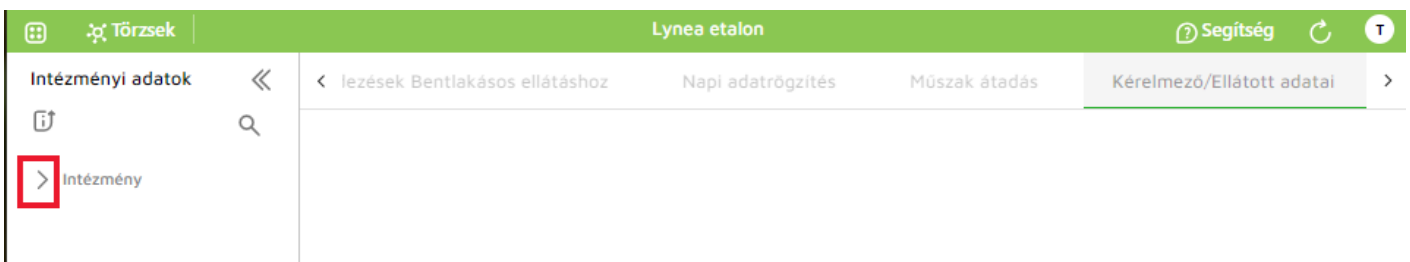 Törzsek Lynea etalon Segítség T
Intézményi adatok
lezések Bentlakásos ellátáshoz Napi adatrögzítés Műszak átadás Kérelmező/Ellátott adatai
Intézmény